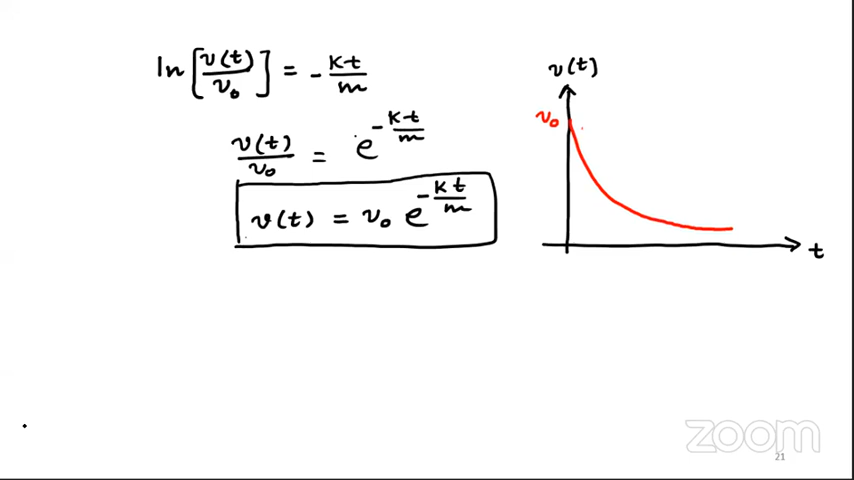 ln[v(t)/v₀] = -kt/m
v(t)/v₀ = e^(-kt/m)
v(t) = v₀ e^(-kt/m)
v(t)
v₀
t
zoom
21